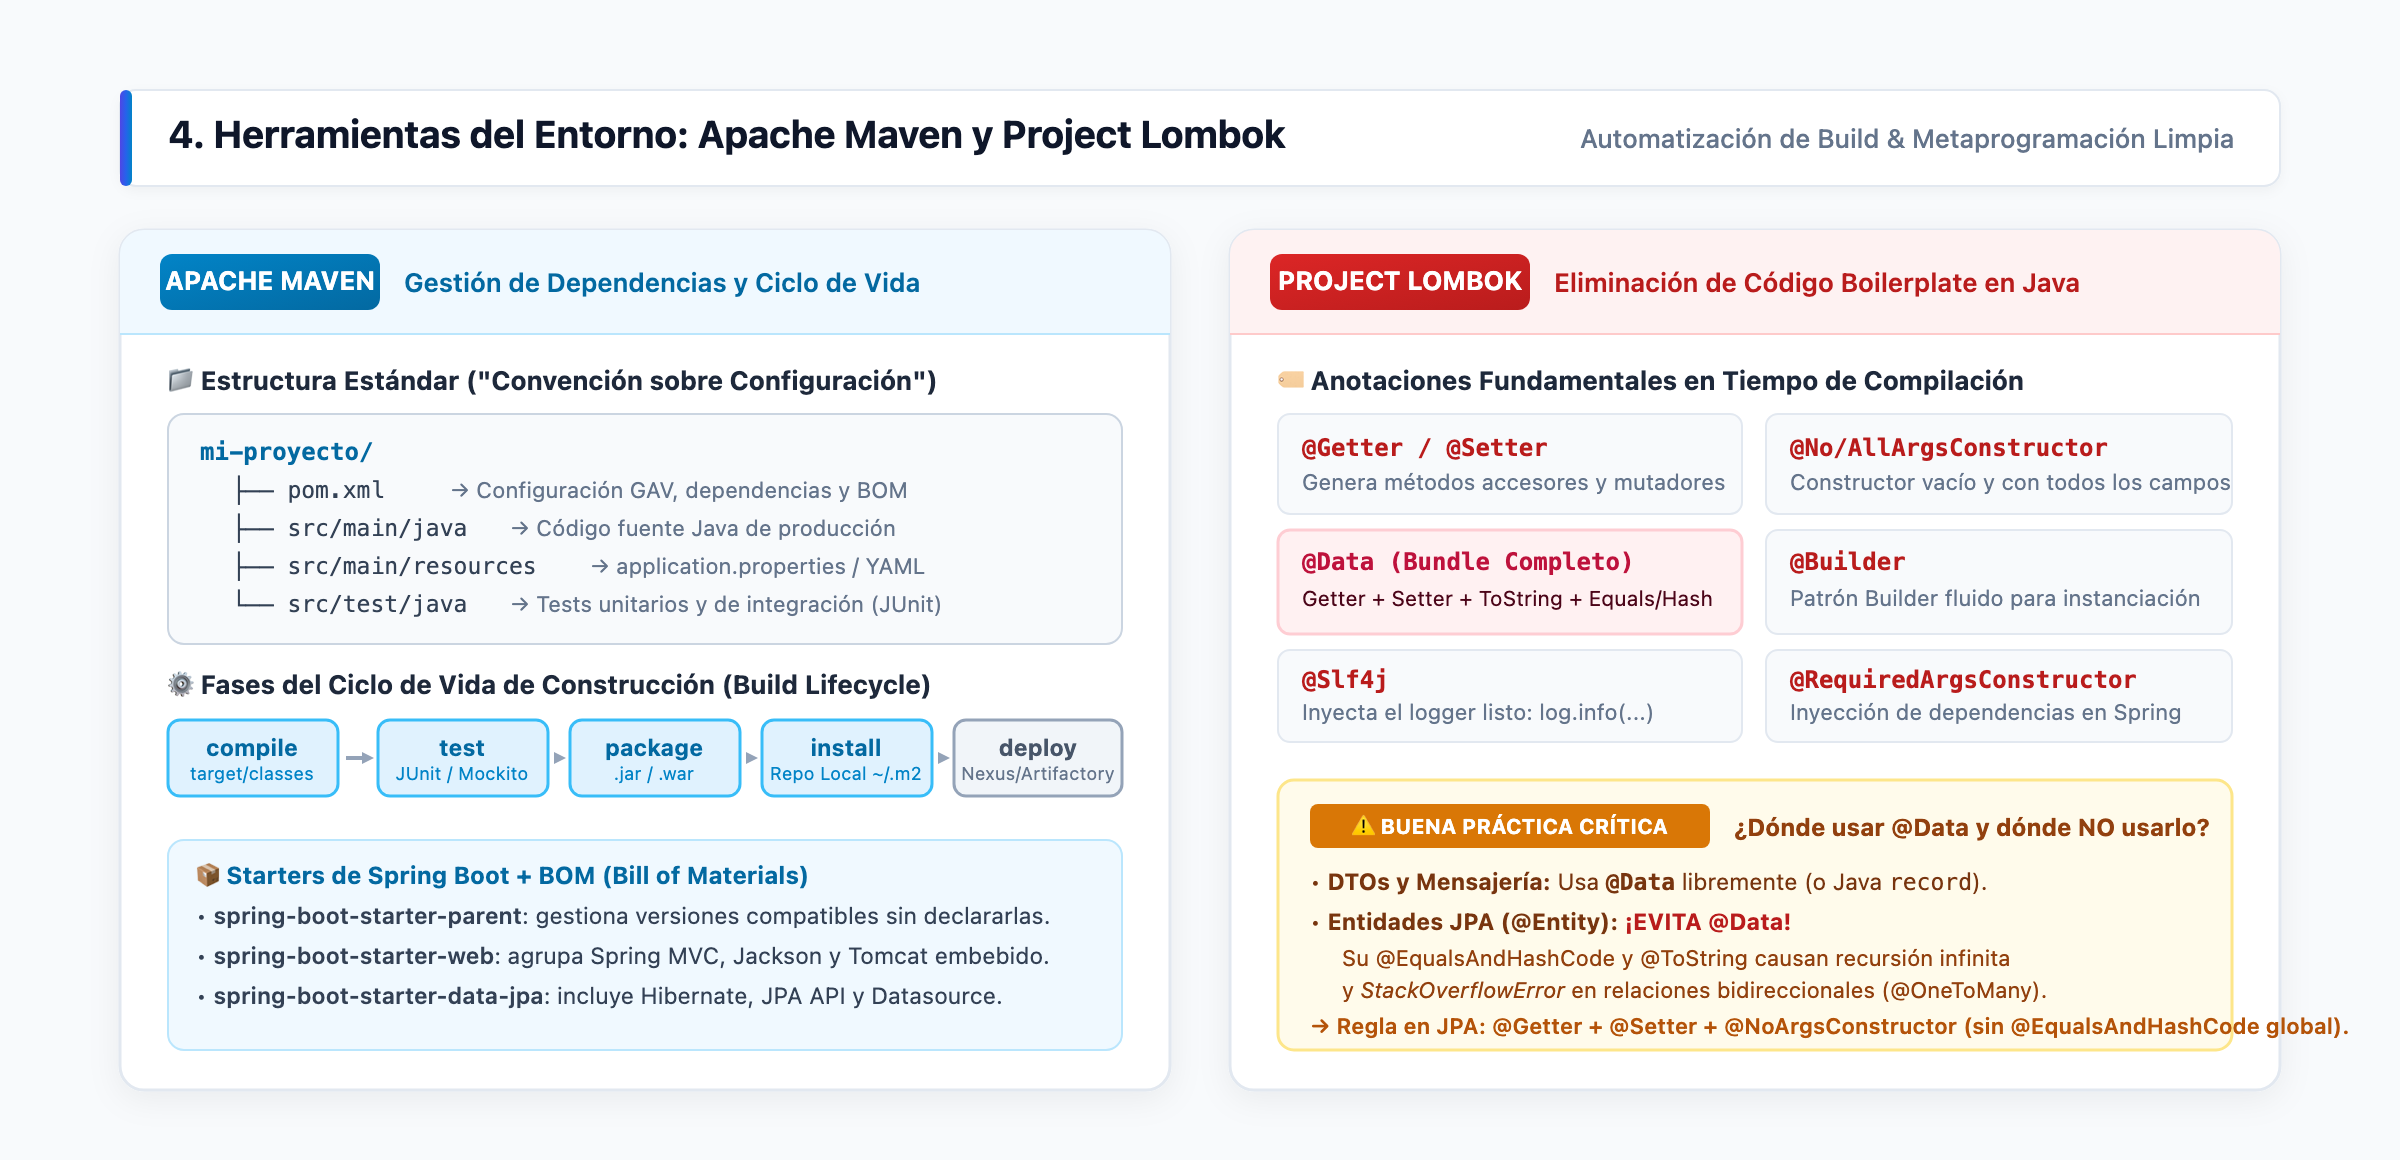 4. Herramientas del Entorno: Apache Maven y Project Lombok
Automatización de Build & Metaprogramación Limpia
APACHE MAVEN
Gestión de Dependencias y Ciclo de Vida
Estructura Estándar ("Convención sobre Configuración")
mi-proyecto/
├── pom.xml → Configuración GAV, dependencias y BOM
├── src/main/java → Código fuente Java de producción
├── src/main/resources → application.properties / YAML
└── src/test/java → Tests unitarios y de integración (JUnit)
⚙️ Fases del Ciclo de Vida de Construcción (Build Lifecycle)
compile
target/classes
test
JUnit / Mockito
package
.jar / .war
install
Repo Local ~/.m2
deploy
Nexus/Artifactory
📦 Starters de Spring Boot + BOM (Bill of Materials)
• spring-boot-starter-parent: gestiona versiones compatibles sin declararlas.
• spring-boot-starter-web: agrupa Spring MVC, Jackson y Tomcat embebido.
• spring-boot-starter-data-jpa: incluye Hibernate, JPA API y Datasource.
PROJECT LOMBOK
Eliminación de Código Boilerplate en Java
Anotaciones Fundamentales en Tiempo de Compilación
@Getter / @Setter
Genera métodos accesores y mutadores
@No/AllArgsConstructor
Constructor vacío y con todos los campos
@Data (Bundle Completo)
Getter + Setter + ToString + Equals/Hash
@Builder
Patrón Builder fluido para instanciación
@Slf4j
Inyecta el logger listo: log.info(...)
@RequiredArgsConstructor
Inyección de dependencias en Spring
⚠️ BUENA PRÁCTICA CRÍTICA
¿Dónde usar @Data y dónde NO usarlo?
• DTOs y Mensajería: Usa @Data libremente (o Java record).
• Entidades JPA (@Entity): ¡EVITA @Data!
Su @EqualsAndHashCode y @ToString causan recursión infinita
y StackOverflowError en relaciones bidireccionales (@OneToMany).
→ Regla en JPA: @Getter + @Setter + @NoArgsConstructor (sin @EqualsAndHashCode global).